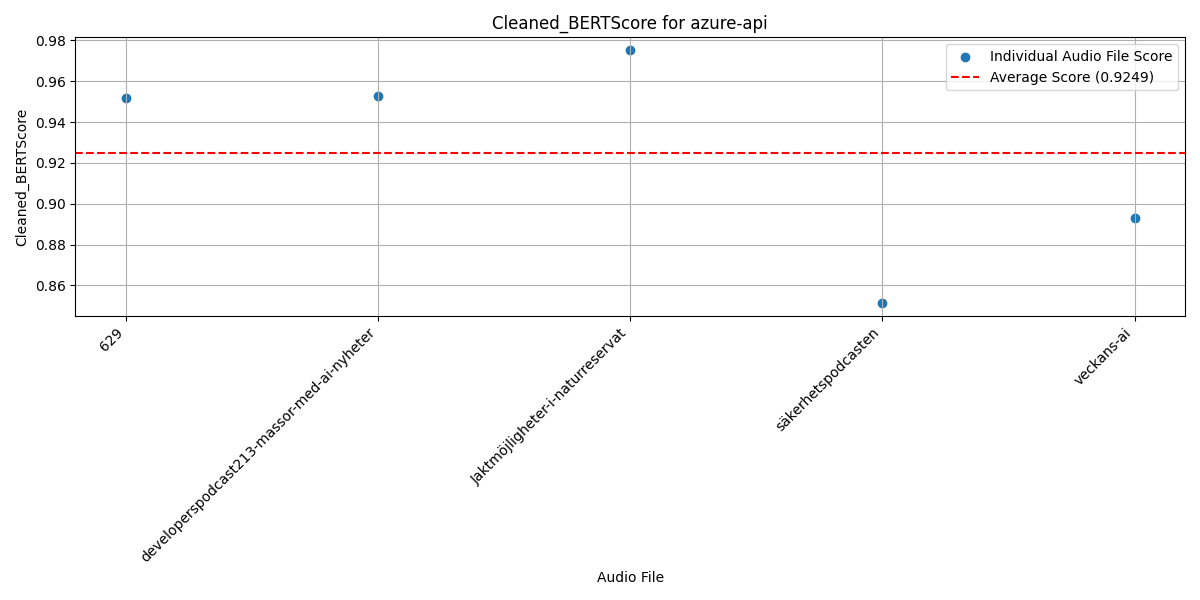 Cleaned_BERTScore for azure-api
Individual Audio File Score
Average Score (0.9249)
Cleaned_BERTScore
0.98
0.96
0.94
0.92
0.90
0.88
0.86
629
developerspodcast213-massor-med-ai-nyheter
Jaktmöjligheter-i-naturreservat
säkerhetspodcasten
veckans-ai
Audio File